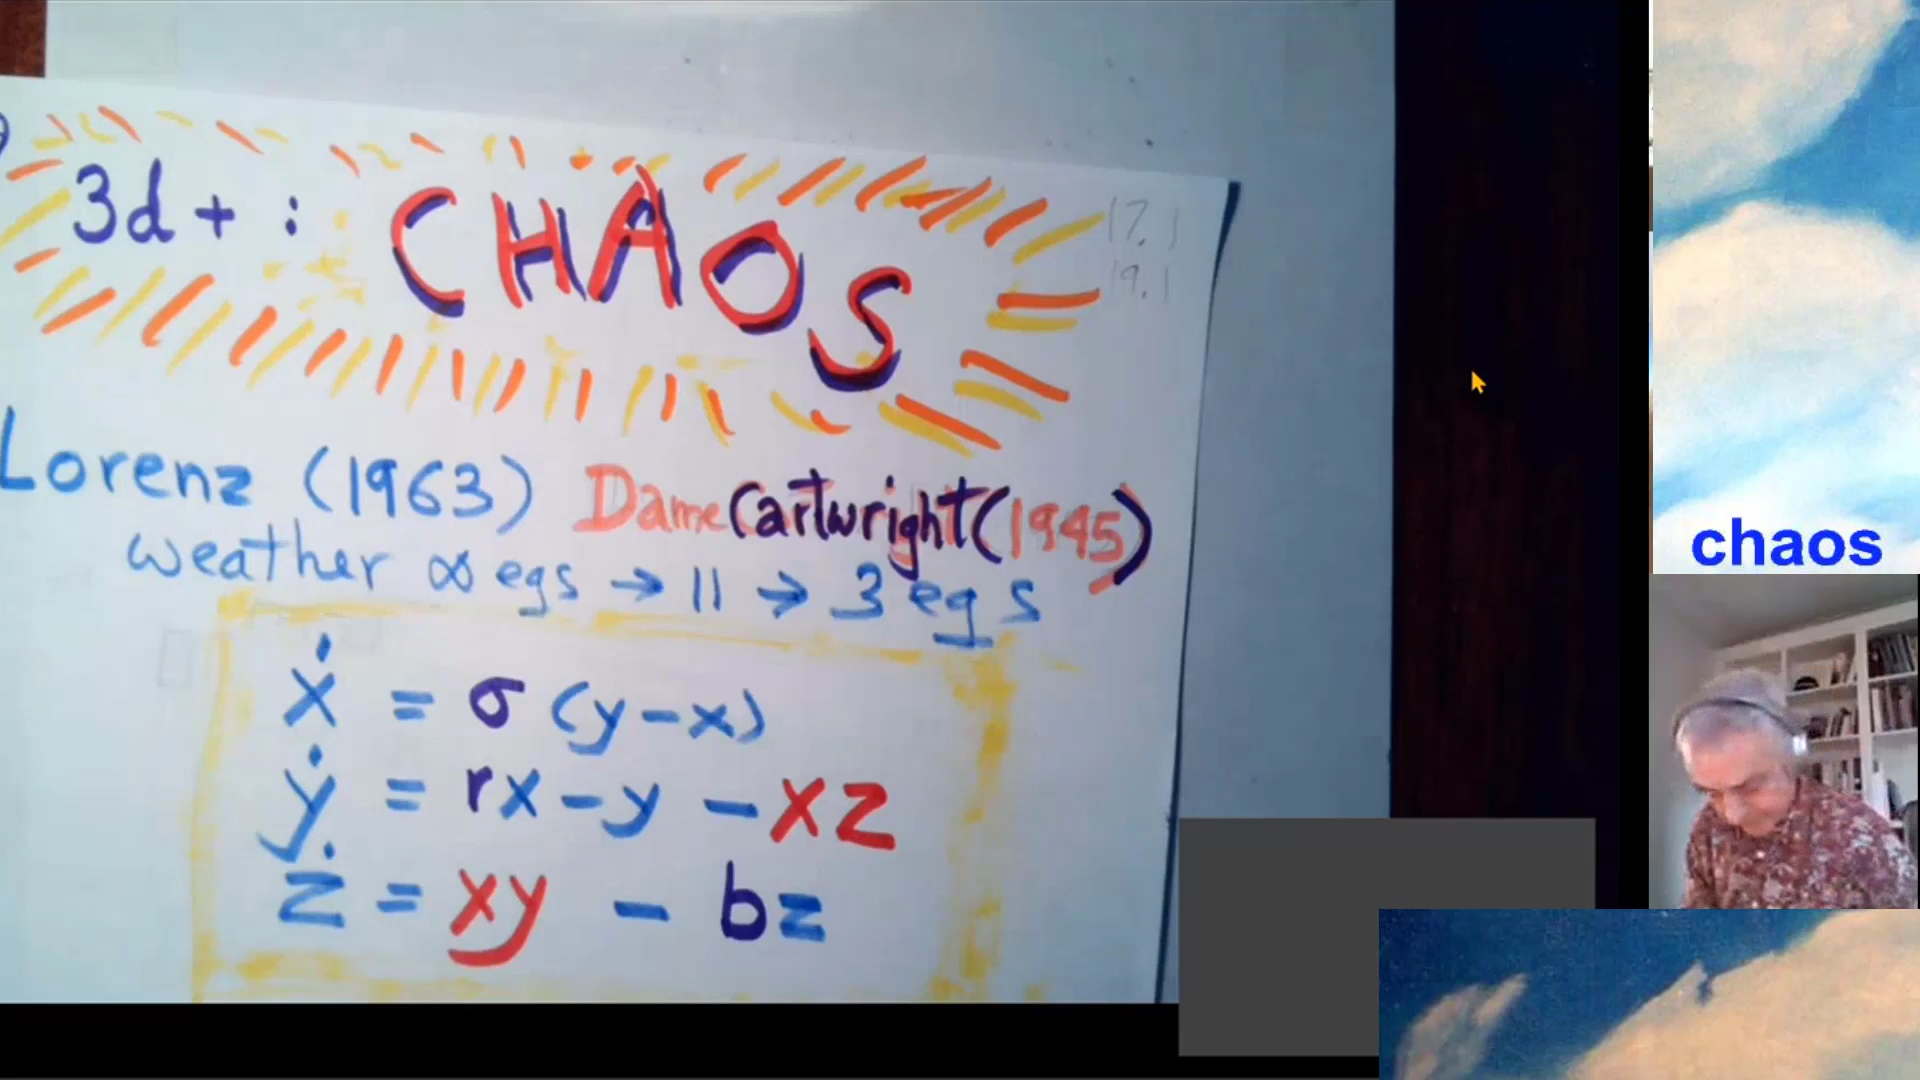 3d + : CHAOS
17.1
19.1
Lorenz (1963) Dame Cartwright (1945)
weather ∞ eqs → 11 → 3 eqs
ẋ = σ (y - x)
ẏ = rx - y - xz
ż = xy - bz
chaos